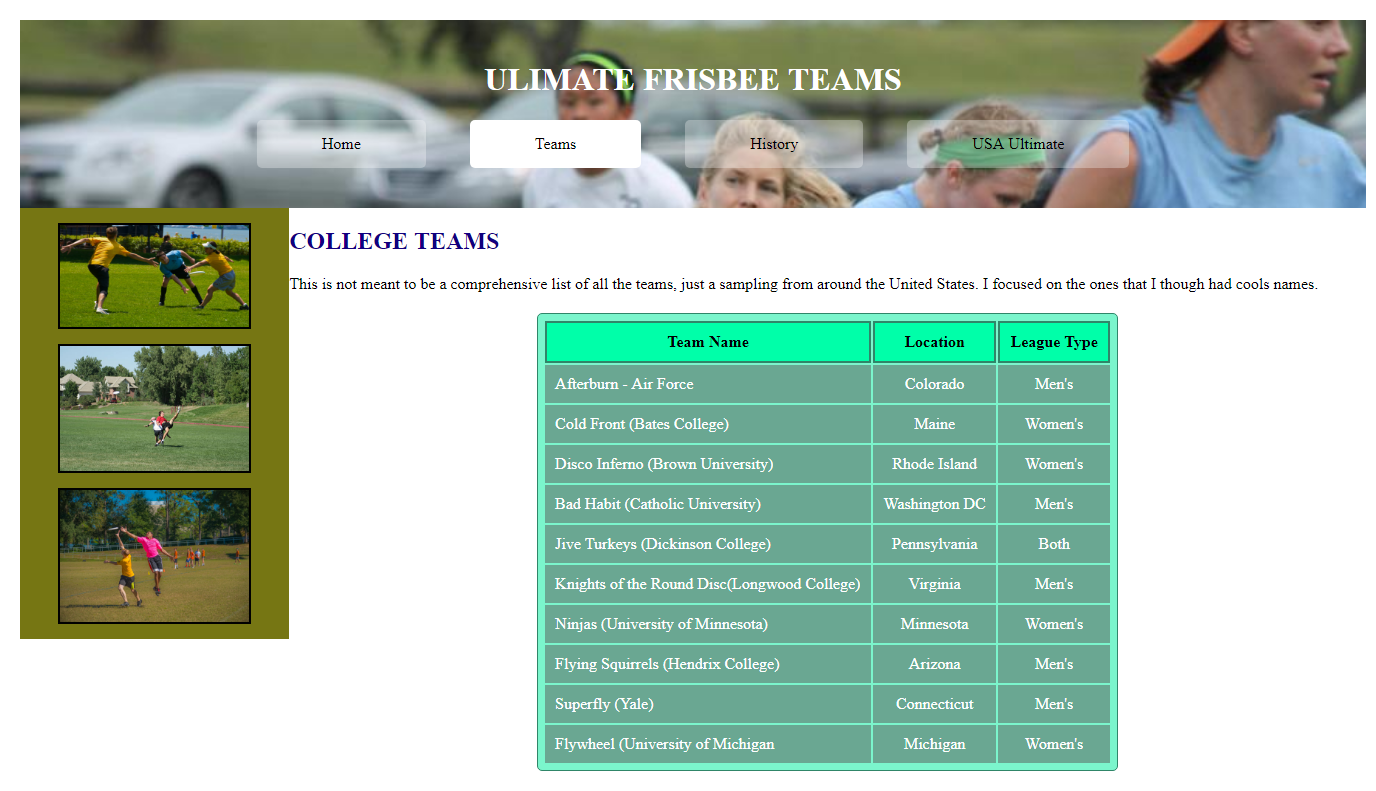 ULIMATE FRISBEE TEAMS
Home Teams History USA Ultimate
COLLEGE TEAMS
This is not meant to be a comprehensive list of all the teams, just a sampling from around the United States. I focused on the ones that I though had cools names.
Team Name Location League Type
Afterburn - Air Force Colorado Men's
Cold Front (Bates College) Maine Women's
Disco Inferno (Brown University) Rhode Island Women's
Bad Habit (Catholic University) Washington DC Men's
Jive Turkeys (Dickinson College) Pennsylvania Both
Knights of the Round Disc(Longwood College) Virginia Men's
Ninjas (University of Minnesota) Minnesota Women's
Flying Squirrels (Hendrix College) Arizona Men's
Superfly (Yale) Connecticut Men's
Flywheel (University of Michigan Michigan Women's